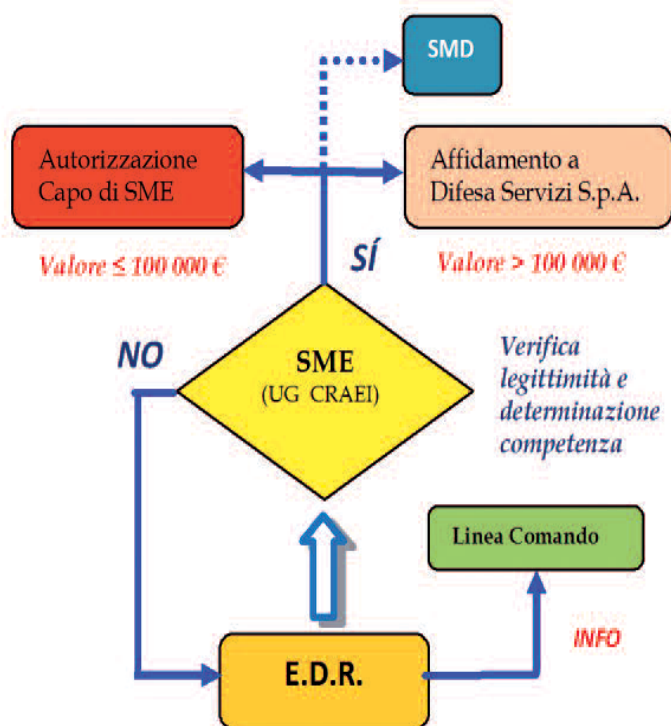 SMD
Autorizzazione
Capo di SME
Affidamento a
Difesa Servizi S.p.A.
Valore ≤ 100 000 €
SÍ
Valore > 100 000 €
NO
SME
(UG CRAEI)
Verifica
legittimità e
determinazione
competenza
Linea Comando
INFO
E.D.R.